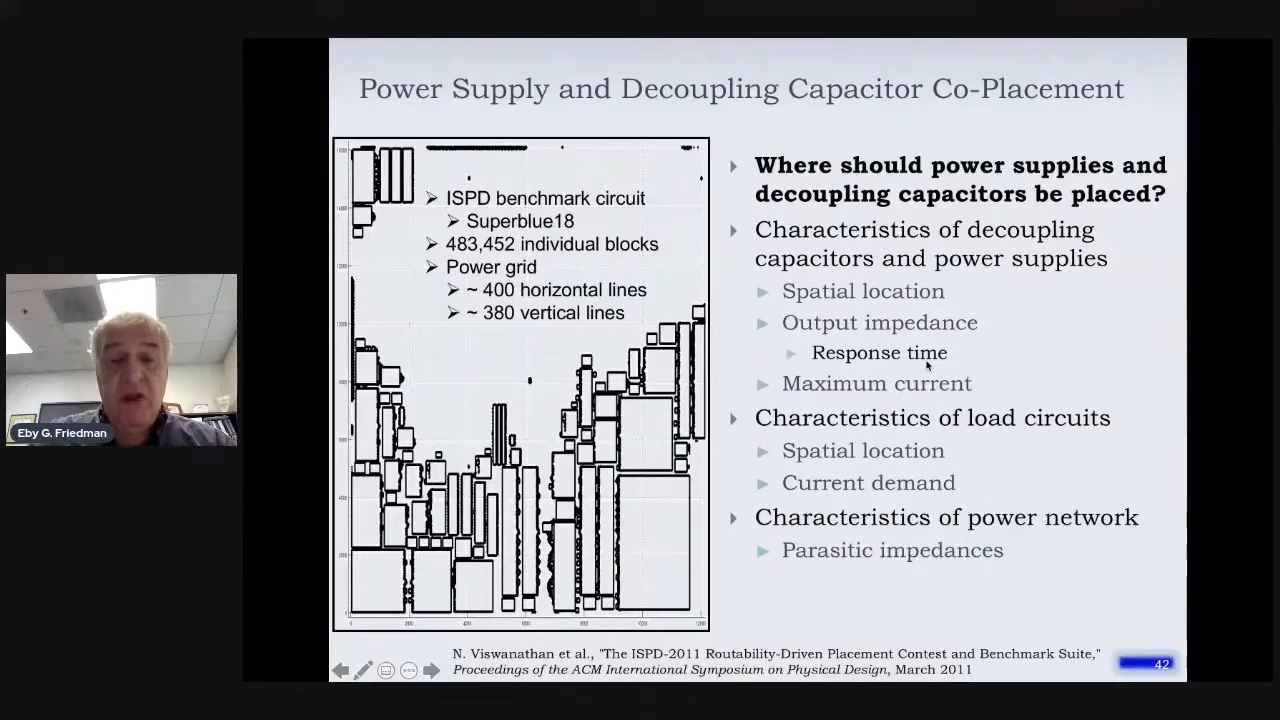 Power Supply and Decoupling Capacitor Co-Placement
➢ ISPD benchmark circuit
➢ Superblue18
➢ 483,452 individual blocks
➢ Power grid
➢ ~ 400 horizontal lines
➢ ~ 380 vertical lines
Where should power supplies and
decoupling capacitors be placed?
Characteristics of decoupling
capacitors and power supplies
Spatial location
Output impedance
Response time
Maximum current
Characteristics of load circuits
Spatial location
Current demand
Characteristics of power network
Parasitic impedances
N. Viswanathan et al., "The ISPD-2011 Routability-Driven Placement Contest and Benchmark Suite,"
Proceedings of the ACM International Symposium on Physical Design, March 2011
42
Eby G. Friedman